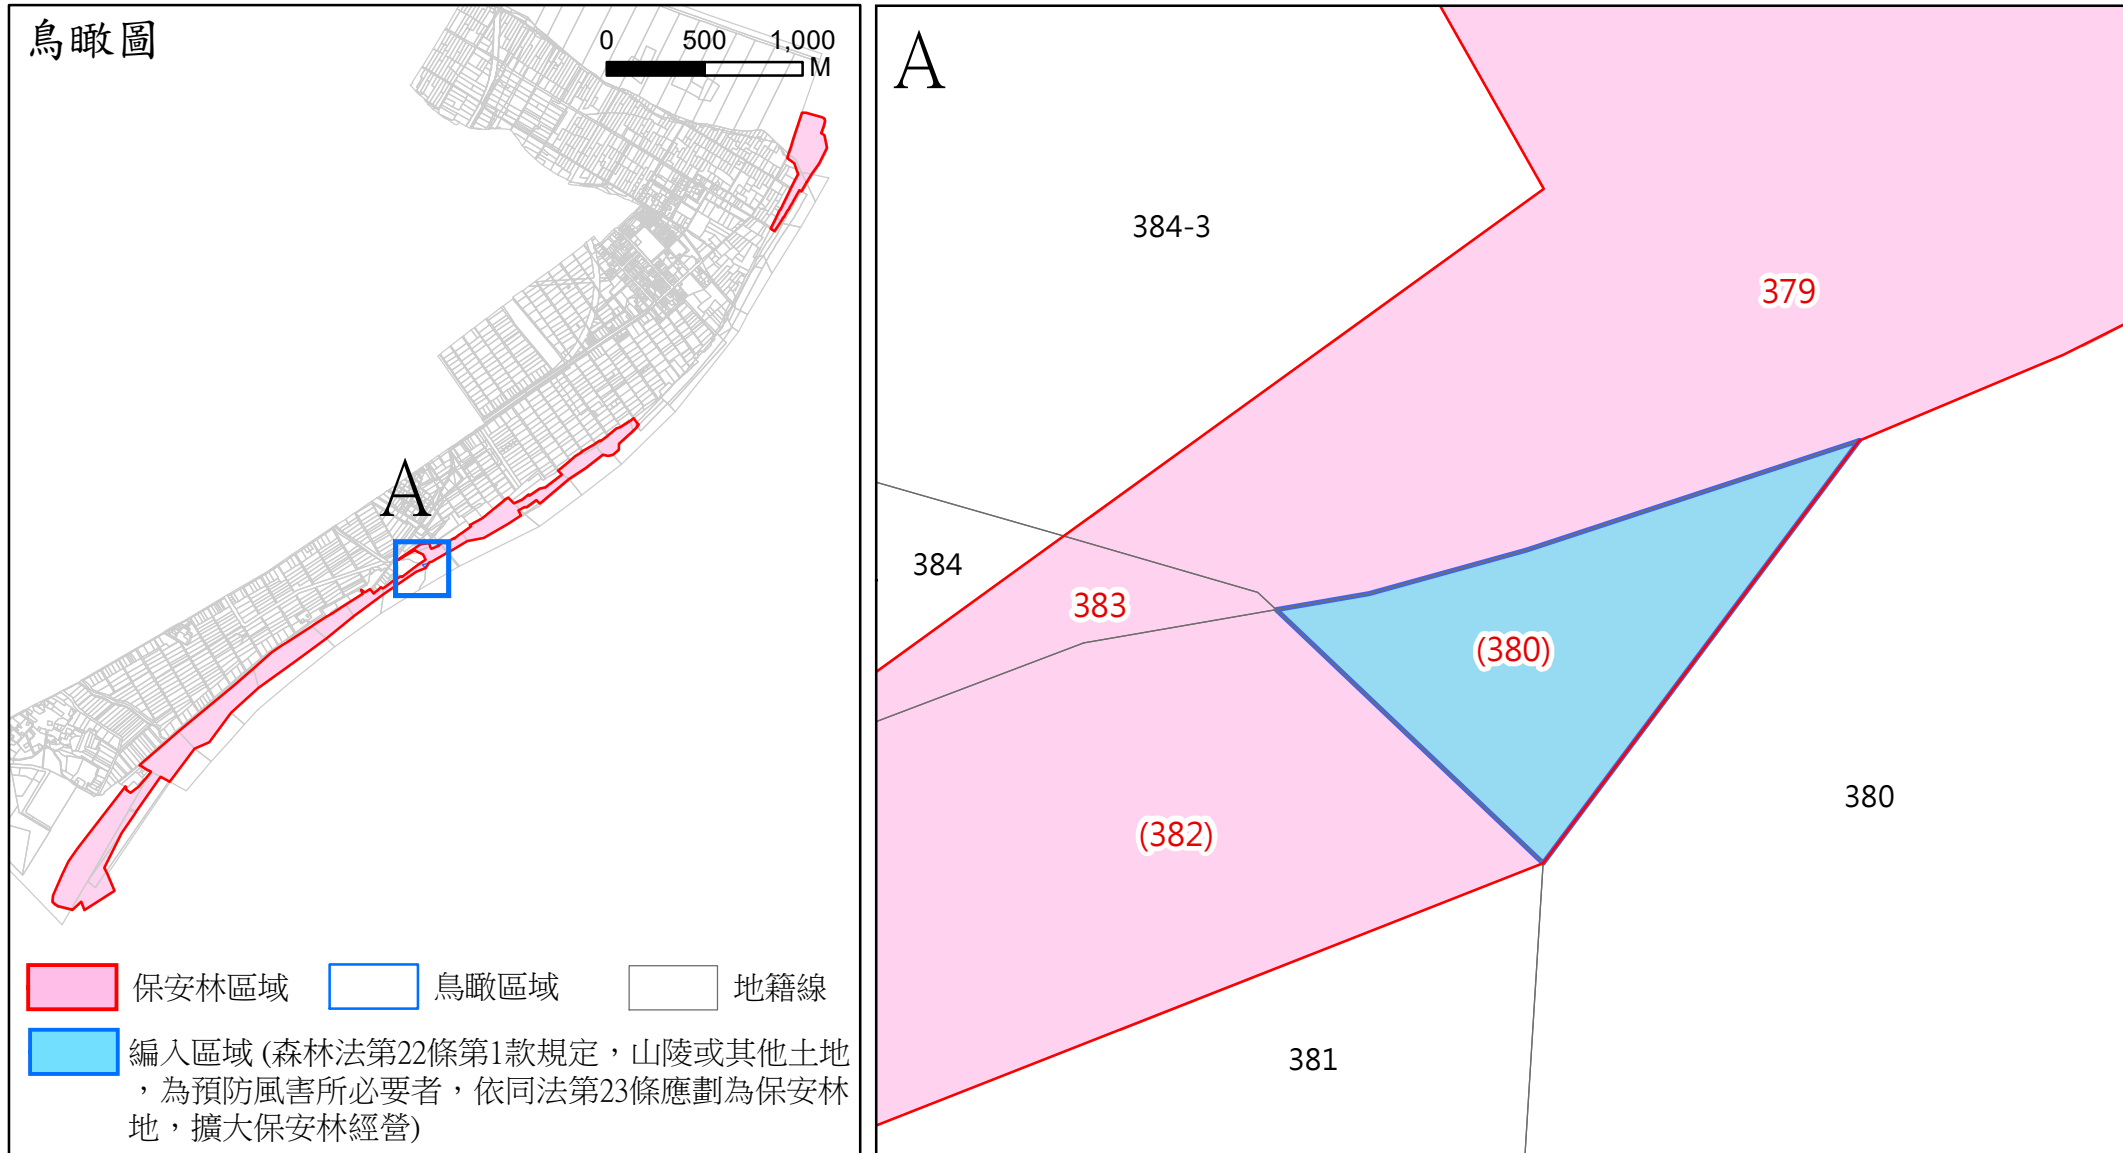 鳥瞰圖
0 500 1,000
M
A
保安林區域
鳥瞰區域
地籍線
編入區域 (森林法第22條第1款規定，山陵或其他土地
，為預防風害所必要者，依同法第23條應劃為保安林
地，擴大保安林經營)
A
384-3
379
384
383
(380)
380
(382)
381